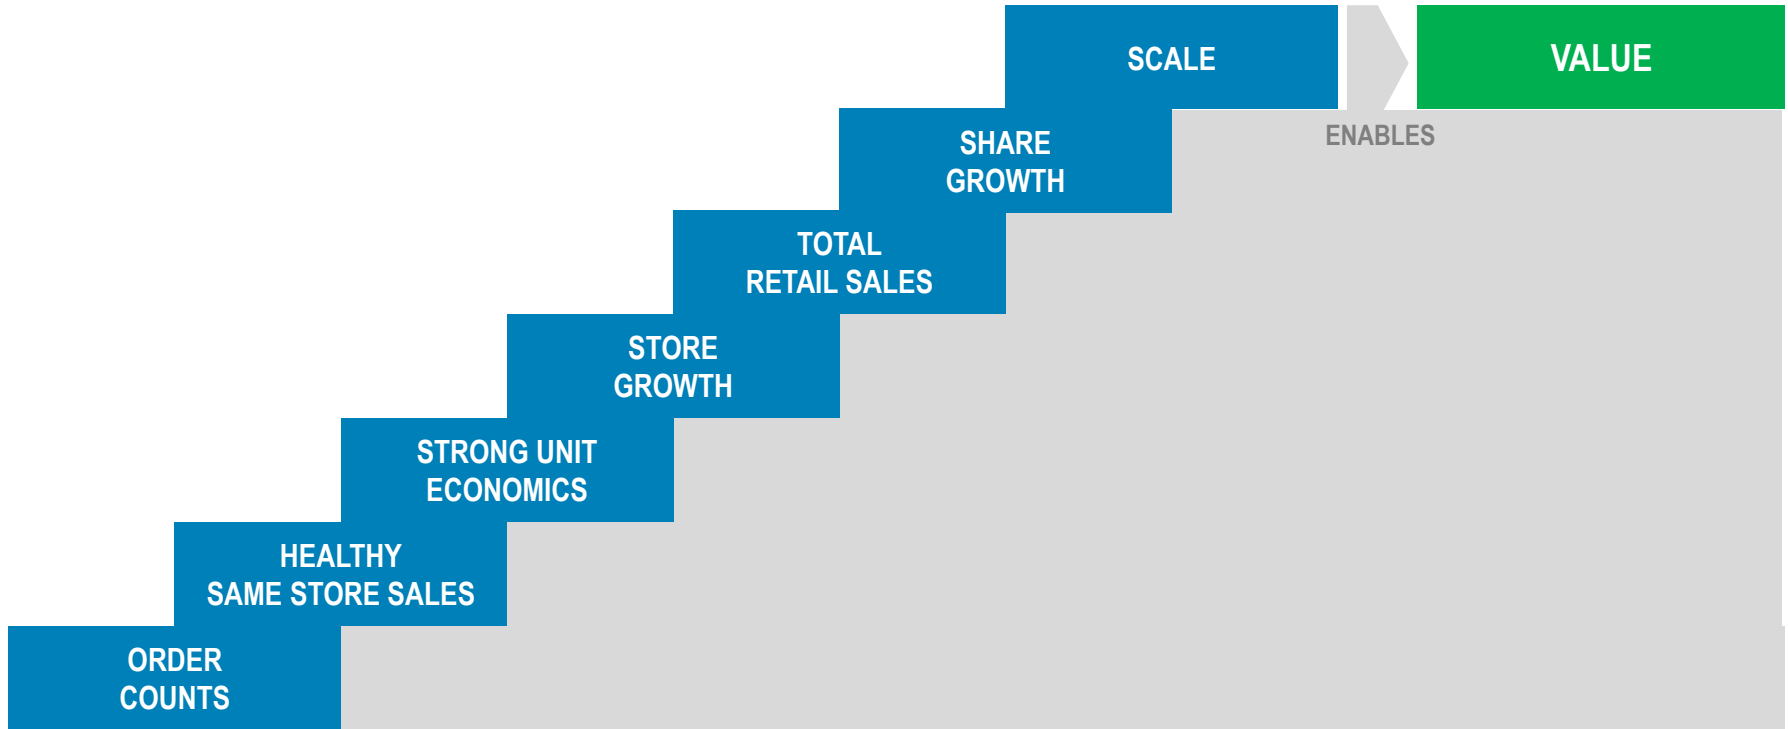 SCALE
VALUE
ENABLES
SHARE
GROWTH
TOTAL
RETAIL SALES
STORE
GROWTH
STRONG UNIT
ECONOMICS
HEALTHY
SAME STORE SALES
ORDER
COUNTS